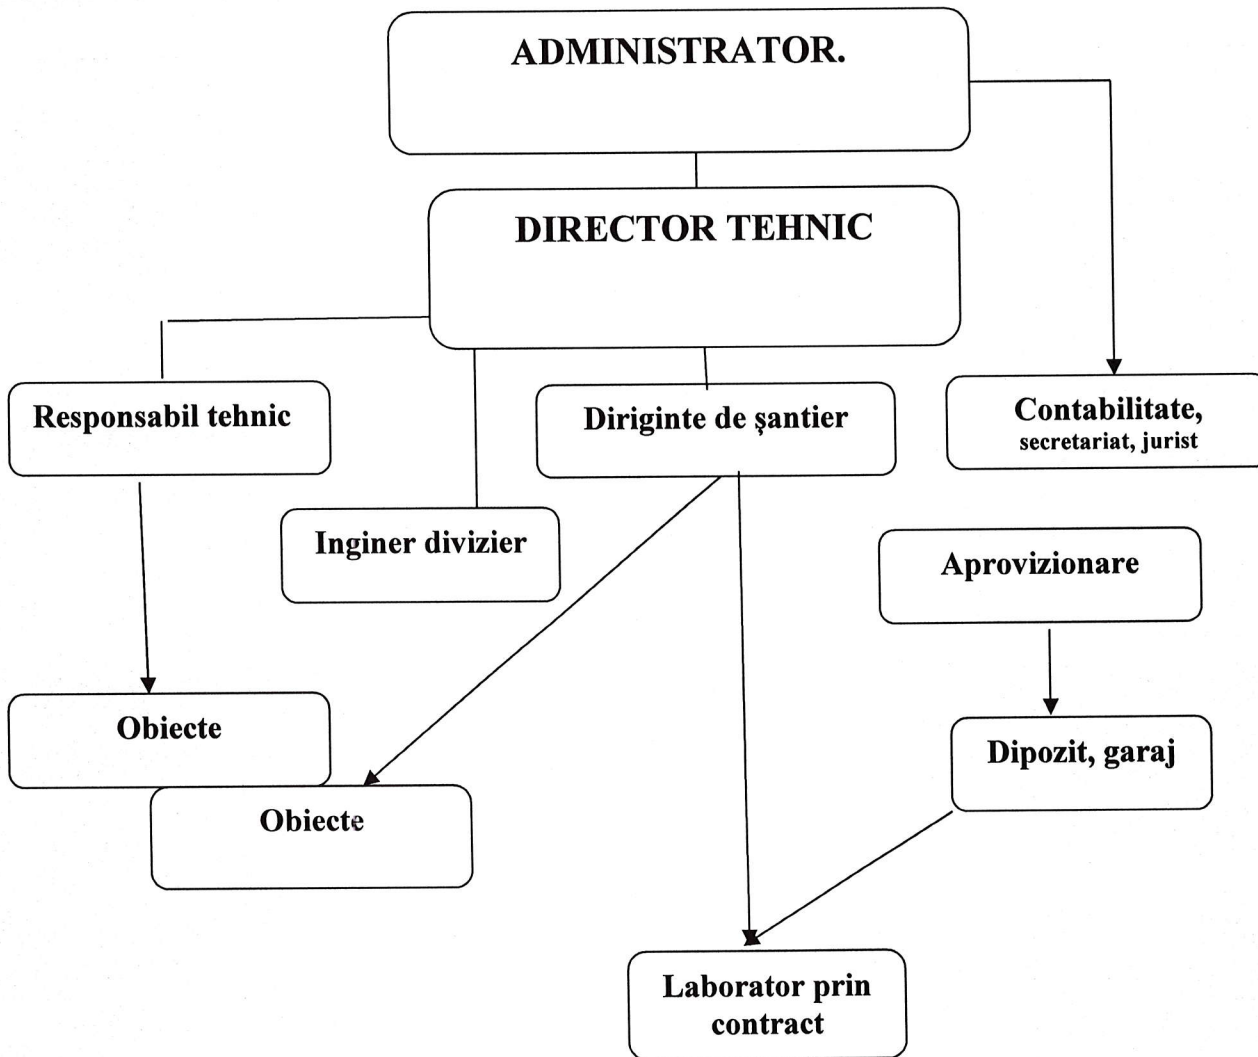 ADMINISTRATOR.
DIRECTOR TEHNIC
Responsabil tehnic
Diriginte de şantier
Contabilitate,
secretariat, jurist
Inginer divizier
Aprovizionare
Obiecte
Dipozit, garaj
Obiecte
Laborator prin
contract